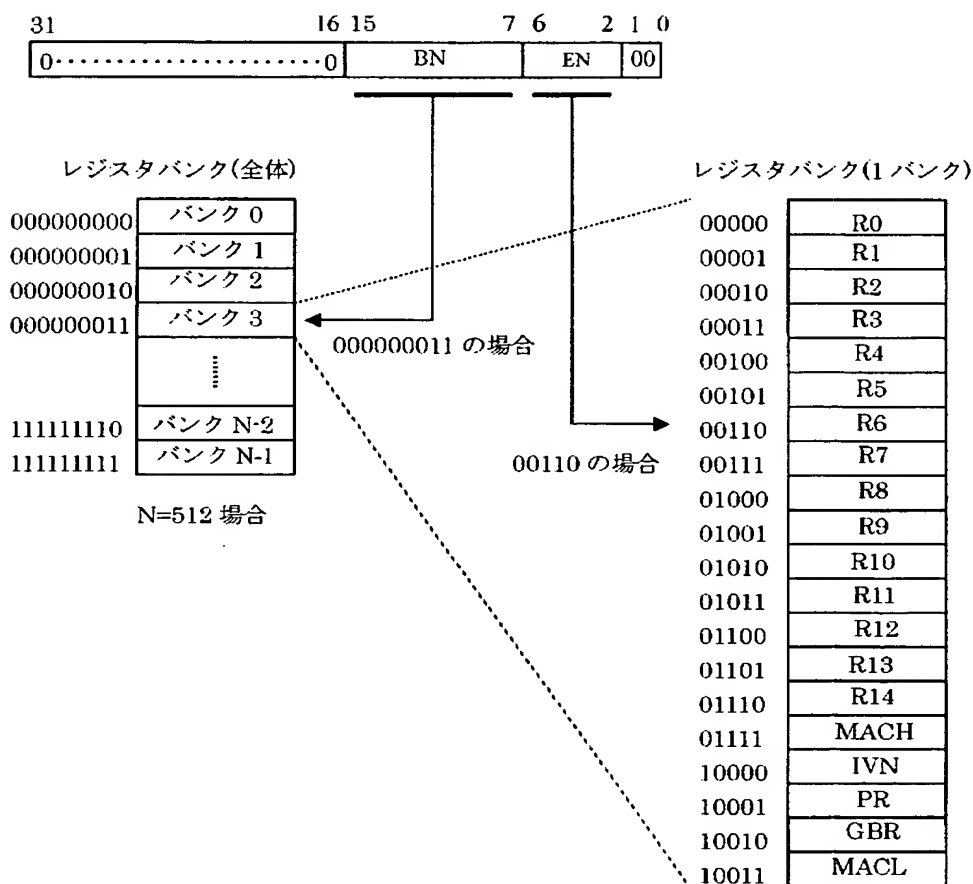 31 16 15 7 6 2 1 0
0·······················0 BN EN 00
レジスタバンク(全体)
000000000 バンク 0
000000001 バンク 1
000000010 バンク 2
000000011 バンク 3
111111110 バンク N-2
111111111 バンク N-1
N=512 場合
000000011 の場合
00110 の場合
レジスタバンク(1 バンク)
00000 R0
00001 R1
00010 R2
00011 R3
00100 R4
00101 R5
00110 R6
00111 R7
01000 R8
01001 R9
01010 R10
01011 R11
01100 R12
01101 R13
01110 R14
01111 MACH
10000 IVN
10001 PR
10010 GBR
10011 MACL